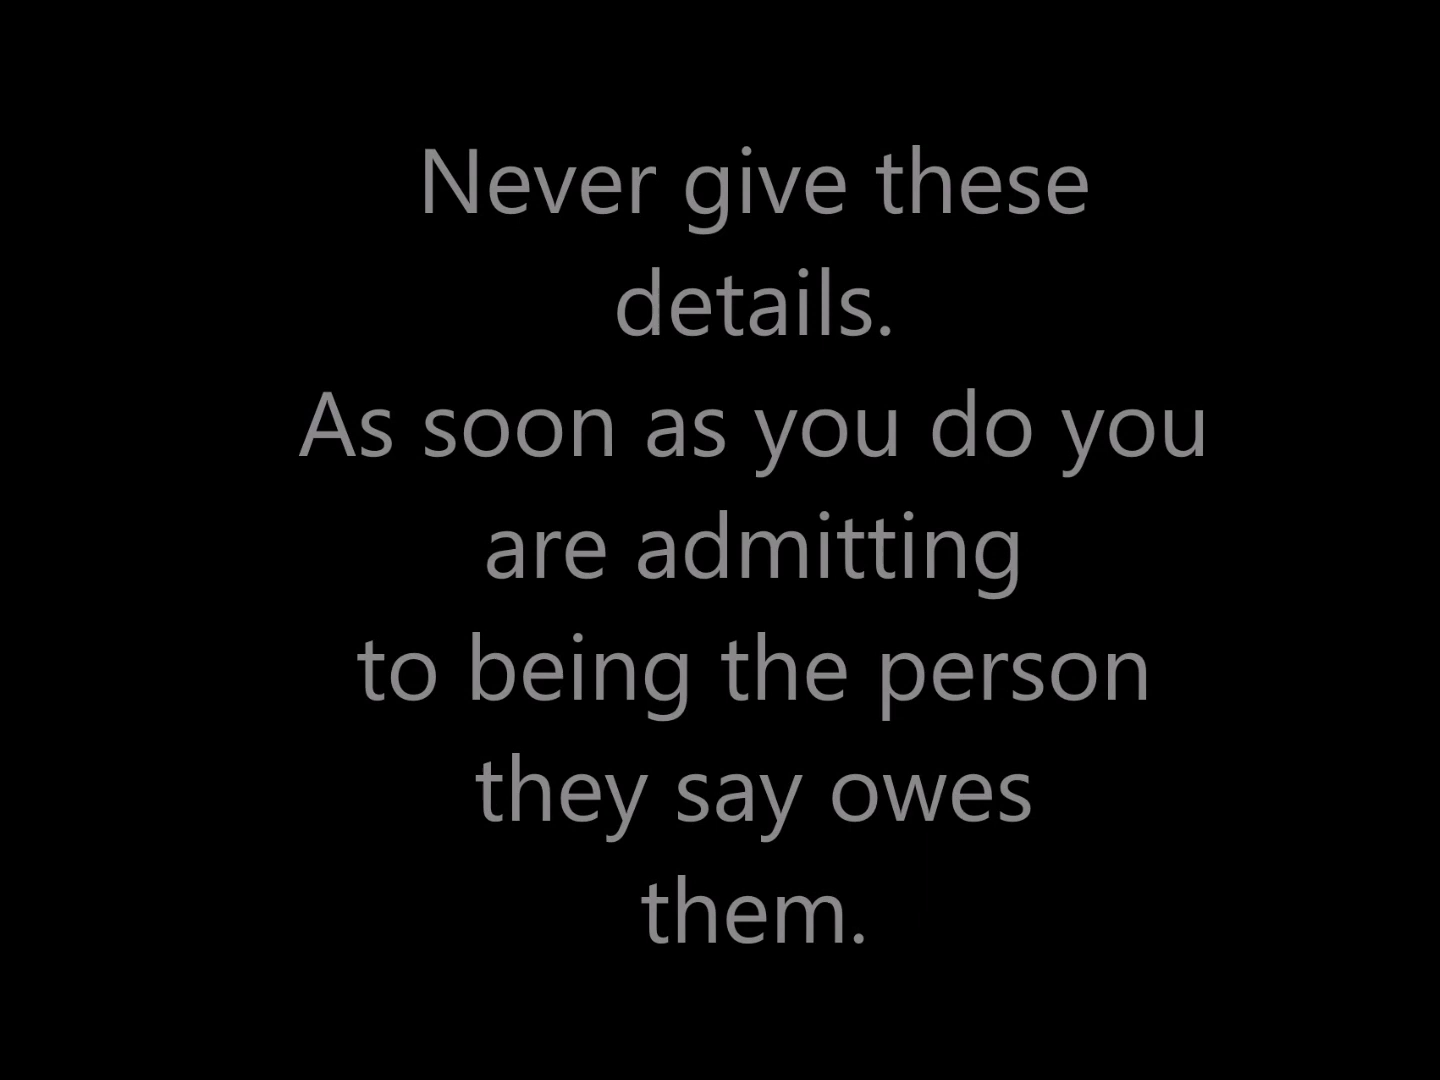 Never give these
details.
As soon as you do you
are admitting
to being the person
they say owes
them.